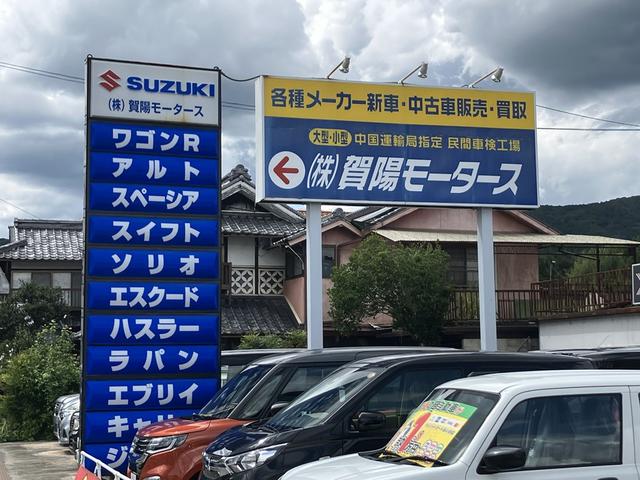 SUZUKI
(株)賀陽モータース
ワゴンR
アルト
スペーシア
スイフト
ソリオ
エスクード
ハスラー
ラパン
エブリイ
キャリ
ジ
各種メーカー新車・中古車販売・買取
大型・小型 中国運輸局指定 民間車検工場
(株)賀陽モータース